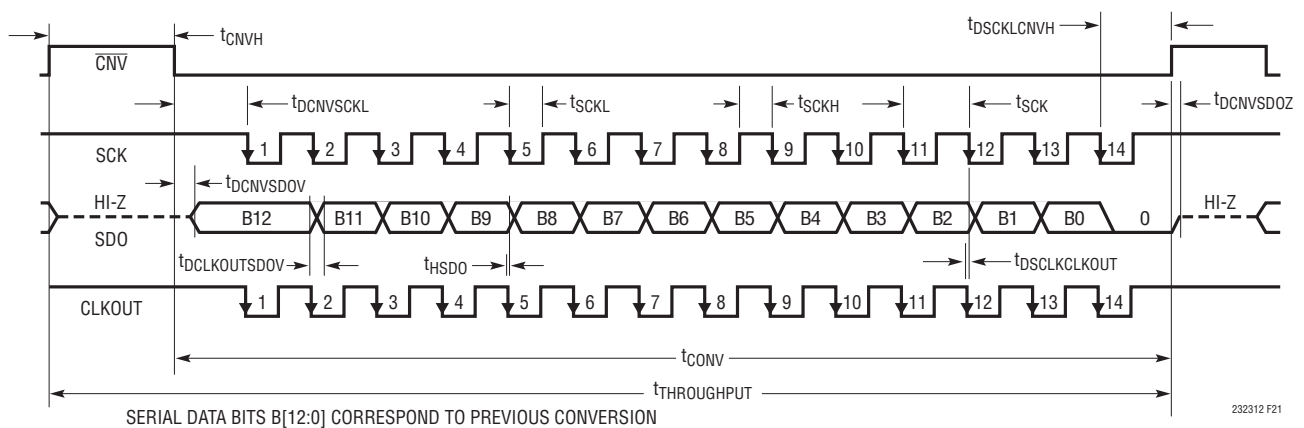 tCNVH
tDSCKLCNVH
CNV
tDCNVSCKL
tSCKL
tSCKH
tSCK
tDCNVSDOZ
SCK
1 2 3 4 5 6 7 8 9 10 11 12 13 14
tDCNVSDOV
HI-Z
SDO
B12 B11 B10 B9 B8 B7 B6 B5 B4 B3 B2 B1 B0 0
HI-Z
tDCLKOUTSDOV
tHSDO
tDSCLKCLKOUT
CLKOUT
1 2 3 4 5 6 7 8 9 10 11 12 13 14
tCONV
tTHROUGHPUT
SERIAL DATA BITS B[12:0] CORRESPOND TO PREVIOUS CONVERSION
232312 F21